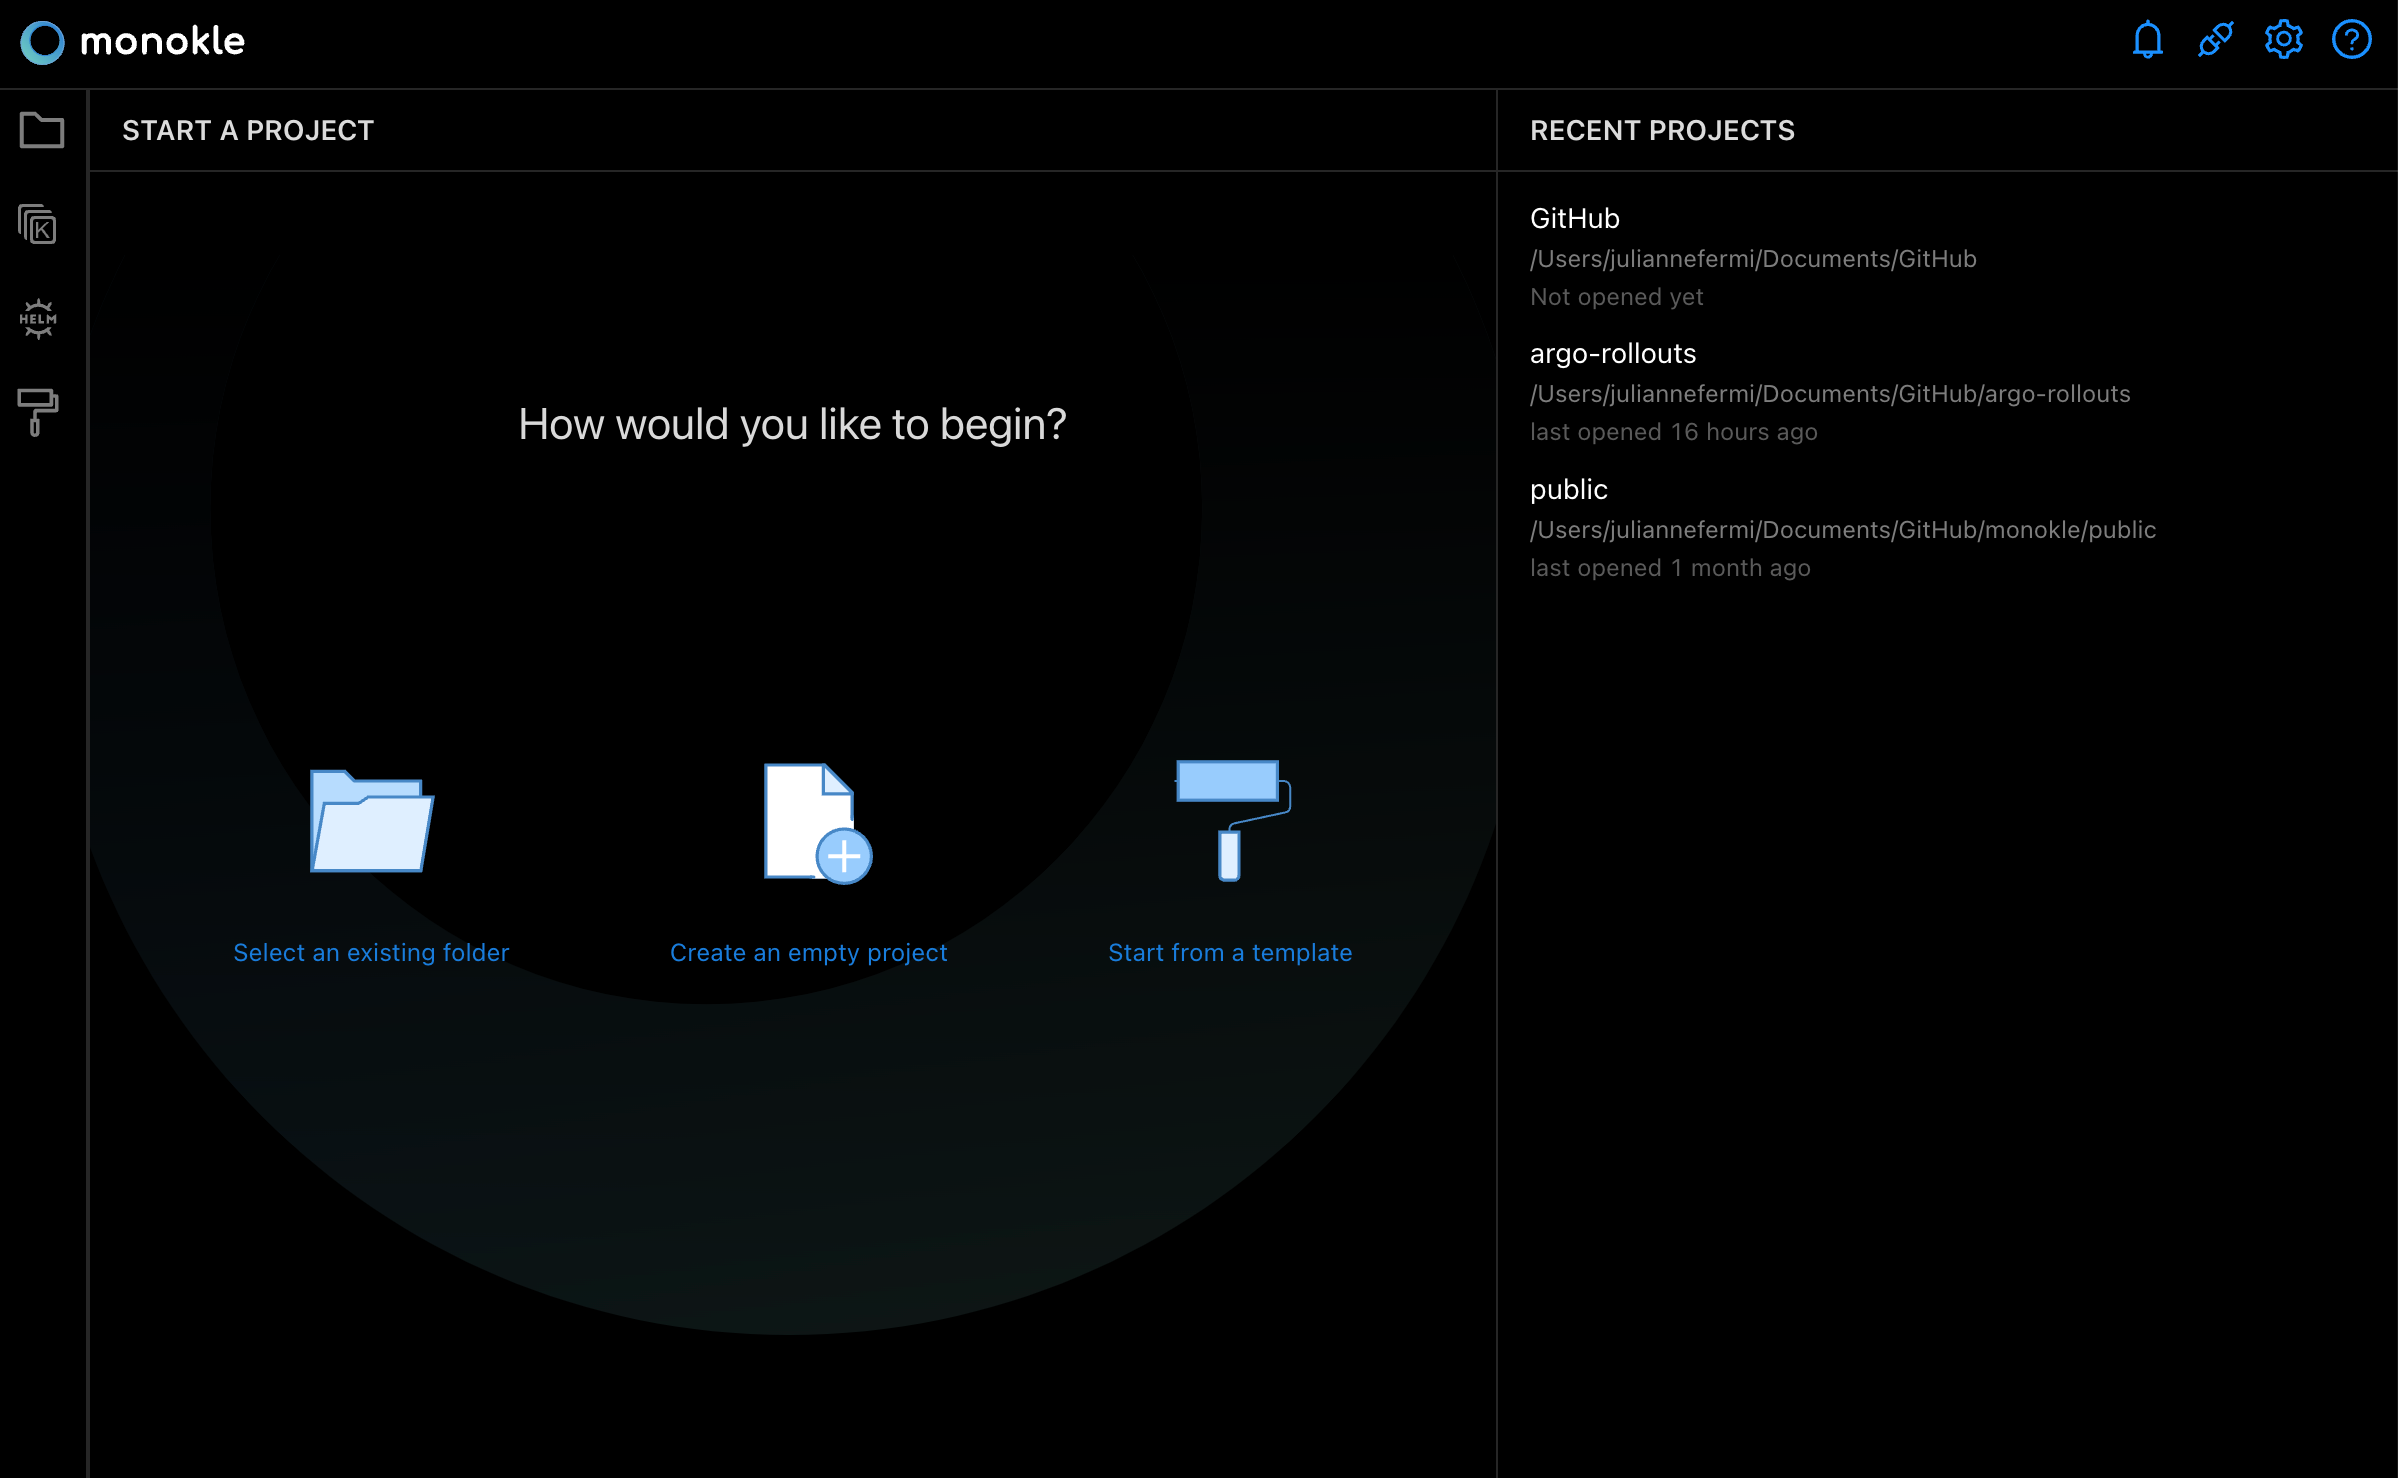 monokle
START A PROJECT
RECENT PROJECTS
K
HELM
How would you like to begin?
Select an existing folder
Create an empty project
Start from a template
GitHub
/Users/juliannefermi/Documents/GitHub
Not opened yet
argo-rollouts
/Users/juliannefermi/Documents/GitHub/argo-rollouts
last opened 16 hours ago
public
/Users/juliannefermi/Documents/GitHub/monokle/public
last opened 1 month ago